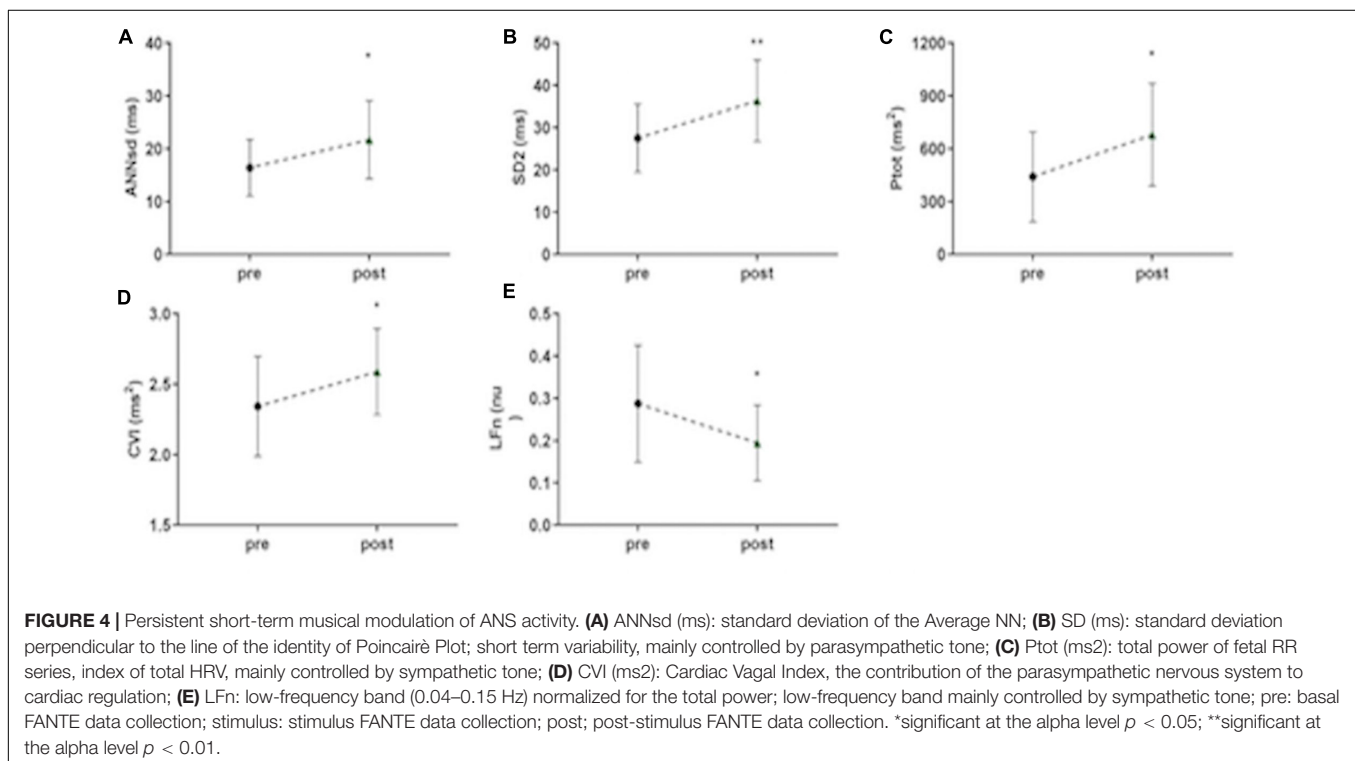 A
40
30
20
10
0
ANNsd (ms)
*
pre
post
B
50
40
30
20
10
0
SD2 (ms)
**
pre
post
C
1200
900
600
300
0
Ptot (ms²)
*
pre
post
D
3.0
2.5
2.0
1.5
CVI (ms²)
*
pre
post
E
0.5
0.4
0.3
0.2
0.1
0.0
LFn (nu
)
*
pre
post
FIGURE 4 | Persistent short-term musical modulation of ANS activity. (A) ANNsd (ms): standard deviation of the Average NN; (B) SD (ms): standard deviation
perpendicular to the line of the identity of Poincairè Plot; short term variability, mainly controlled by parasympathetic tone; (C) Ptot (ms2): total power of fetal RR
series, index of total HRV, mainly controlled by sympathetic tone; (D) CVI (ms2): Cardiac Vagal Index, the contribution of the parasympathetic nervous system to
cardiac regulation; (E) LFn: low-frequency band (0.04–0.15 Hz) normalized for the total power; low-frequency band mainly controlled by sympathetic tone; pre: basal
FANTE data collection; stimulus: stimulus FANTE data collection; post; post-stimulus FANTE data collection. *significant at the alpha level p < 0.05; **significant at
the alpha level p < 0.01.